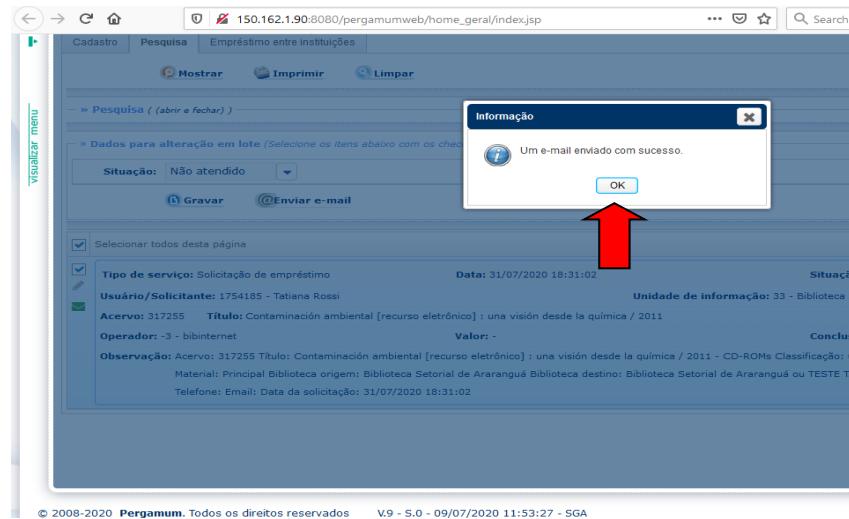 150.162.1.90:8080/pergamumweb/home_geral/index.jsp
Search
visualizar menu
Cadastro Pesquisa Empréstimo entre instituições
Mostrar Imprimir Limpar
» Pesquisa ( (abrir e fechar) )
Informação
» Dados para alteração em lote (Selecione os itens abaixo com os chec
Um e-mail enviado com sucesso.
Situação: Não atendido
OK
Gravar @Enviar e-mail
Selecionar todos desta página
Tipo de serviço: Solicitação de empréstimo Data: 31/07/2020 18:31:02 Situaçã
Usuário/Solicitante: 1754185 - Tatiana Rossi Unidade de informação: 33 - Biblioteca
Acervo: 317255 Título: Contaminación ambiental [recurso eletrônico] : una visión desde la química / 2011
Operador: -3 - bibinternet Valor: - Conclu
Observação: Acervo: 317255 Título: Contaminación ambiental [recurso eletrônico] : una visión desde la química / 2011 - CD-ROMs Classificação:
Material: Principal Biblioteca origem: Biblioteca Setorial de Araranguá Biblioteca destino: Biblioteca Setorial de Araranguá ou TESTE T
Telefone: Email: Data da solicitação: 31/07/2020 18:31:02
© 2008-2020 Pergamum. Todos os direitos reservados V.9 - S.0 - 09/07/2020 11:53:27 - SGA